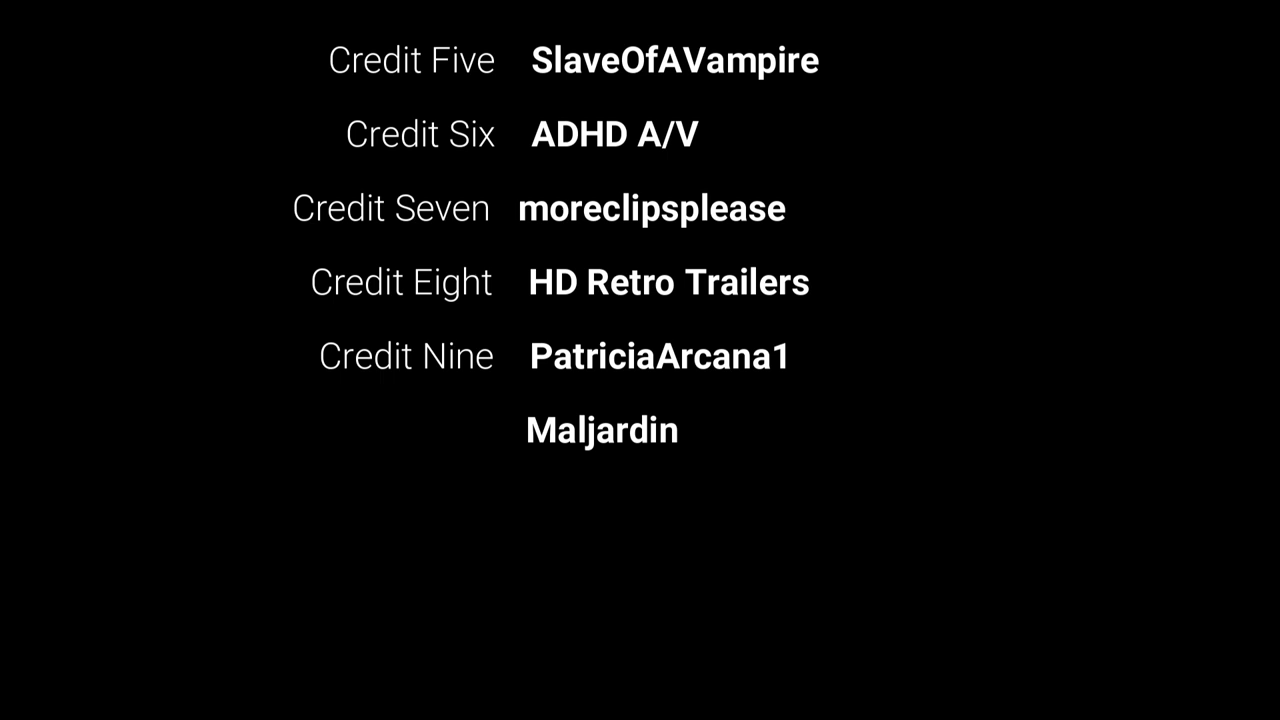 Credit Five SlaveOfAVampire
Credit Six ADHD A/V
Credit Seven moreclipsplease
Credit Eight HD Retro Trailers
Credit Nine PatriciaArcana1
Maljardin